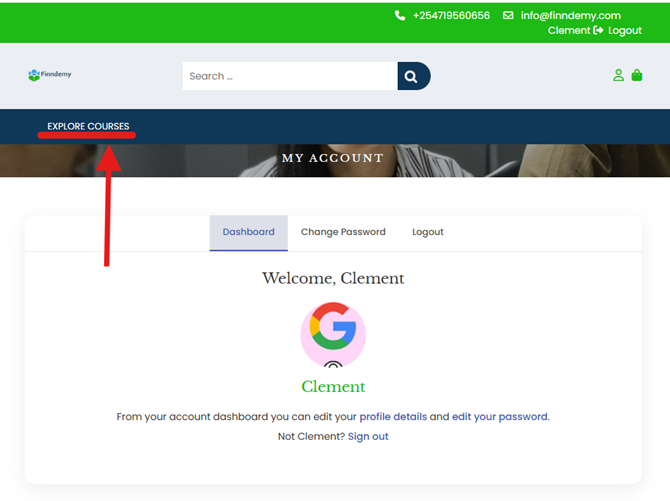 +254719560656 info@finndemy.com
Clement Logout
Finndemy
Search ...
EXPLORE COURSES
MY ACCOUNT
Dashboard Change Password Logout
Welcome, Clement
Clement
From your account dashboard you can edit your profile details and edit your password.
Not Clement? Sign out